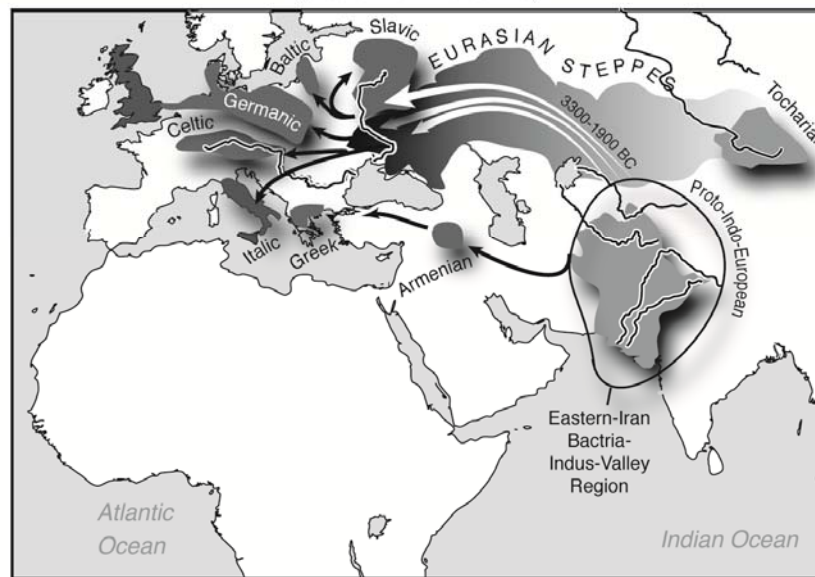 Slavic
Baltic
EURASIAN STEPPES
Tocharian
Germanic
3300-1900 BC
Celtic
Proto-Indo-European
Italic
Greek
Armenian
Eastern-Iran
Bactria-
Indus-Valley
Region
Atlantic
Ocean
Indian Ocean